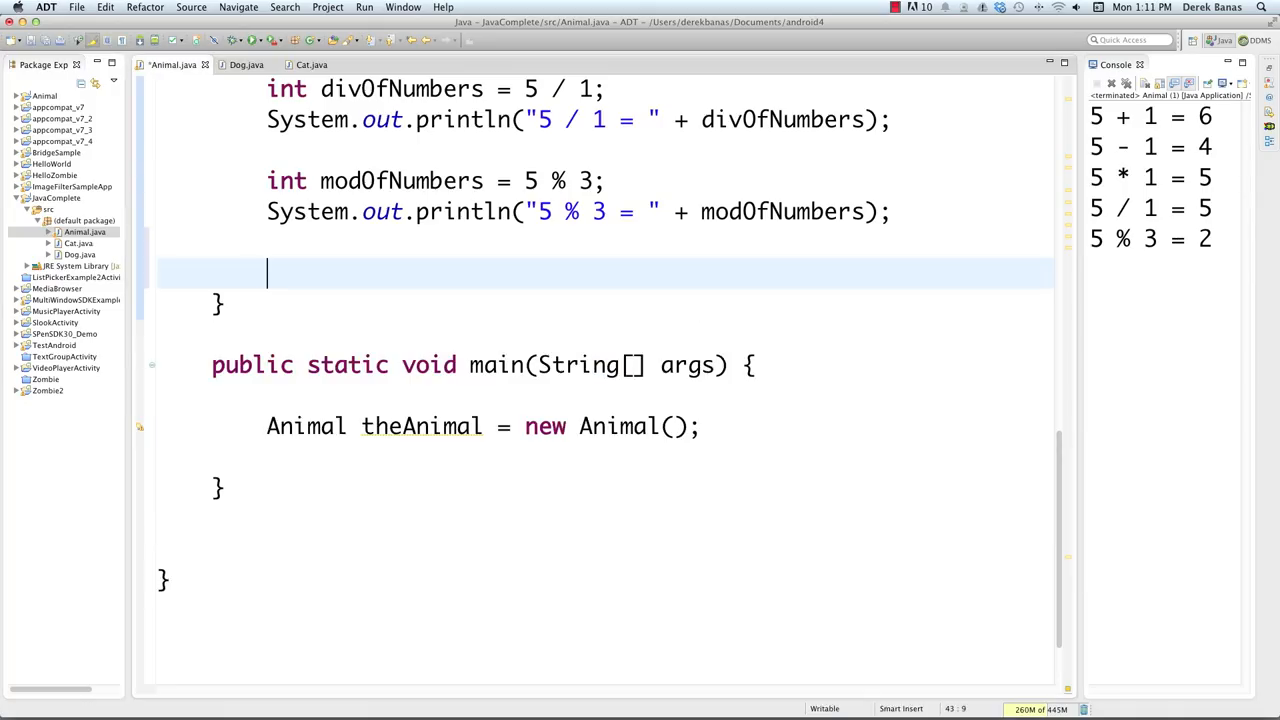 ADT File Edit Refactor Source Navigate Search Project Run Window Help 10 Mon 1:11 PM Derek Banas
Java - JavaComplete/src/Animal.java - ADT - /Users/derekbanas/Documents/android4
Quick Access Java DDMS
Package Exp *Animal.java Dog.java Cat.java Console
<terminated> Animal (1) [Java Application] /S
Animal
appcompat_v7
appcompat_v7_2
appcompat_v7_3
appcompat_v7_4
BridgeSample
HelloWorld
HelloZombie
ImageFilterSampleApp
JavaComplete
src
(default package)
Animal.java
Cat.java
Dog.java
JRE System Library [Ja
ListPickerExample2Activi
MediaBrowser
MultiWindowSDKExample
MusicPlayerActivity
SlookActivity
SPenSDK30_Demo
TestAndroid
TextGroupActivity
VideoPlayerActivity
Zombie
Zombie2
int divOfNumbers = 5 / 1;
System.out.println("5 / 1 = " + divOfNumbers);
int modOfNumbers = 5 % 3;
System.out.println("5 % 3 = " + modOfNumbers);
}
public static void main(String[] args) {
Animal theAnimal = new Animal();
}
}
5 + 1 = 6
5 - 1 = 4
5 * 1 = 5
5 / 1 = 5
5 % 3 = 2
Writable Smart Insert 43 : 9 260M of 445M